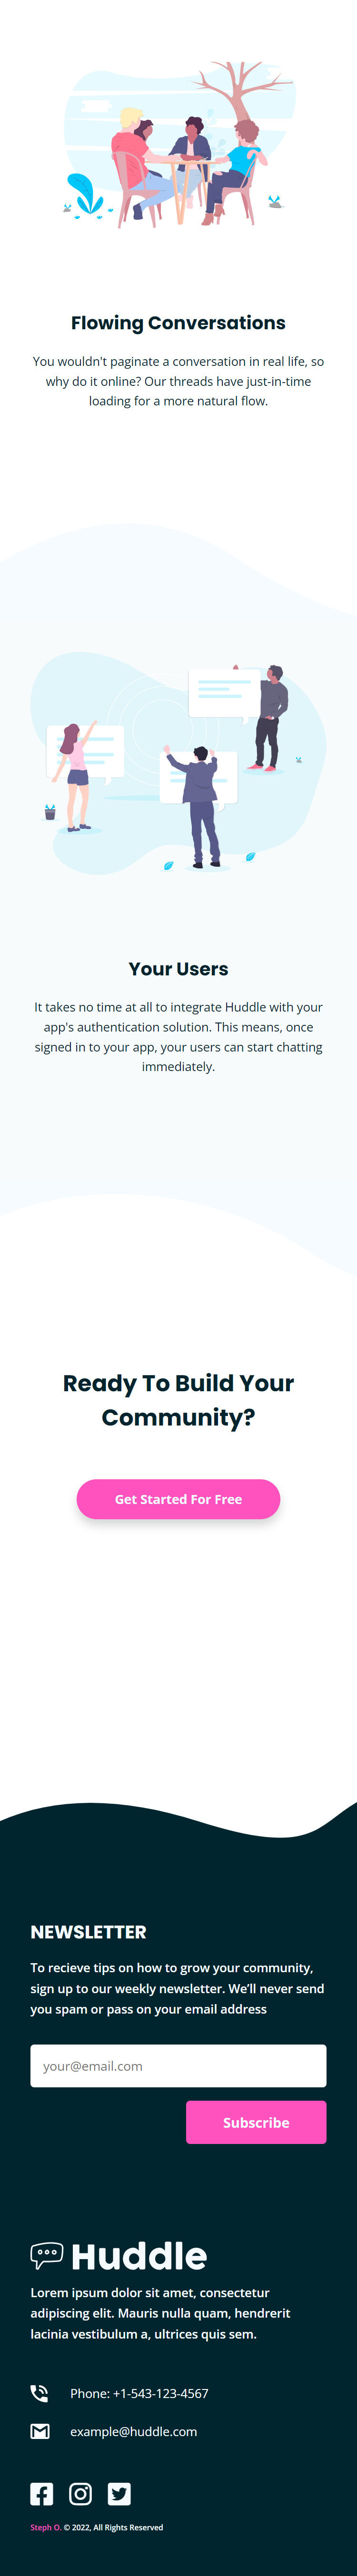 Flowing Conversations
You wouldn't paginate a conversation in real life, so
why do it online? Our threads have just-in-time
loading for a more natural flow.
Your Users
It takes no time at all to integrate Huddle with your
app's authentication solution. This means, once
signed in to your app, your users can start chatting
immediately.
Ready To Build Your
Community?
Get Started For Free
NEWSLETTER
To recieve tips on how to grow your community,
sign up to our weekly newsletter. We’ll never send
you spam or pass on your email address
your@email.com
Subscribe
Huddle
Lorem ipsum dolor sit amet, consectetur
adipiscing elit. Mauris nulla quam, hendrerit
lacinia vestibulum a, ultrices quis sem.
Phone: +1-543-123-4567
example@huddle.com
Steph O. © 2022, All Rights Reserved